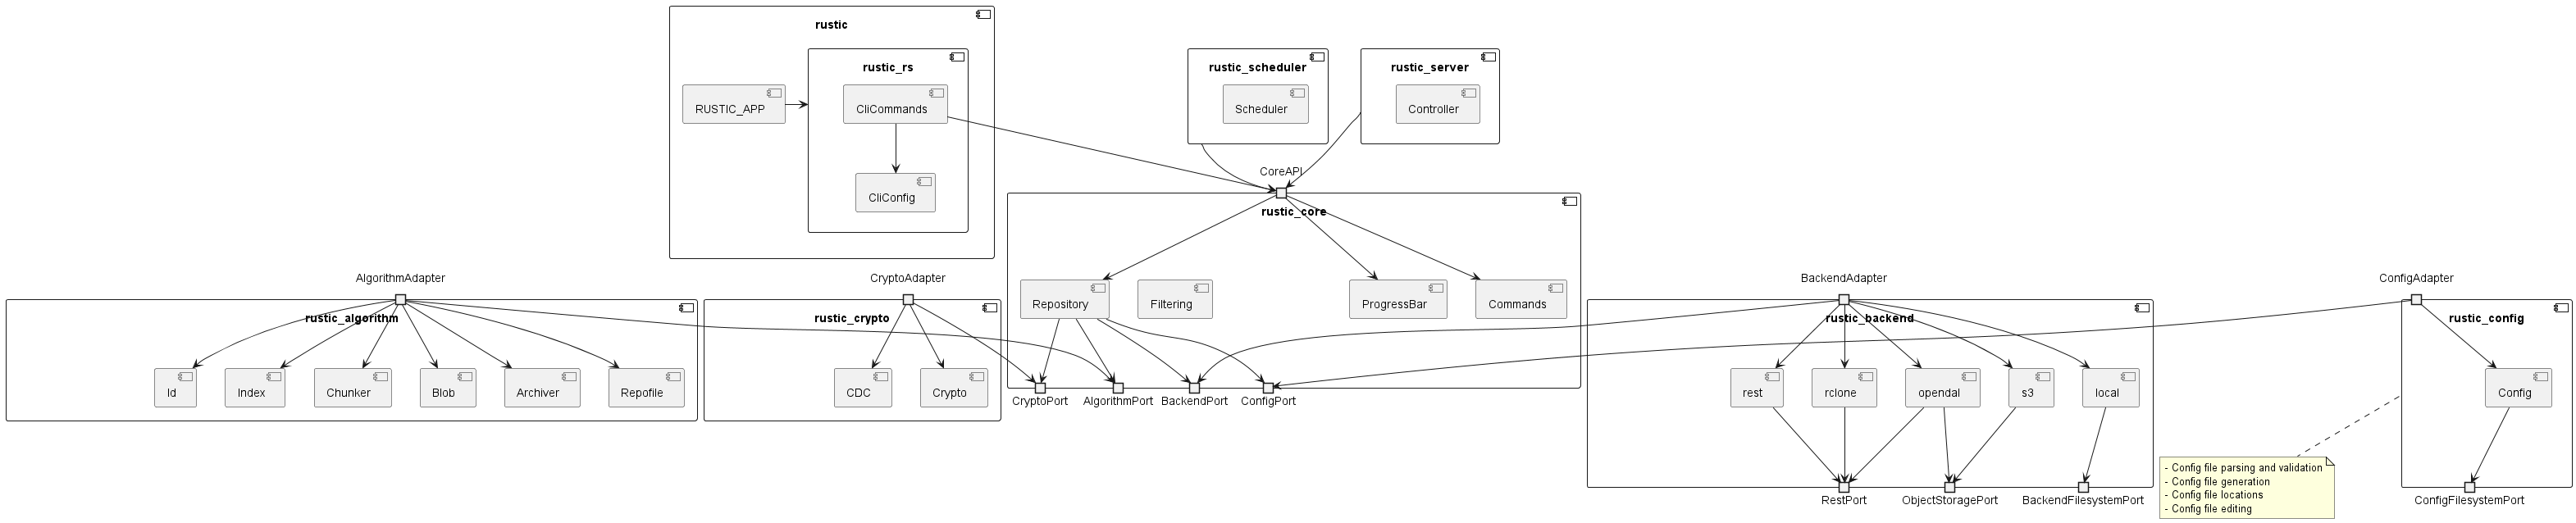 rustic
rustic_rs
RUSTIC_APP
CliCommands
CliConfig
rustic_scheduler
Scheduler
rustic_server
Controller
CoreAPI
rustic_core
Repository
Filtering
ProgressBar
Commands
CryptoPort
AlgorithmPort
BackendPort
ConfigPort
AlgorithmAdapter
rustic_algorithm
Id
Index
Chunker
Blob
Archiver
Repofile
CryptoAdapter
rustic_crypto
CDC
Crypto
BackendAdapter
rustic_backend
rest
rclone
opendal
s3
local
RestPort
ObjectStoragePort
BackendFilesystemPort
ConfigAdapter
rustic_config
Config
ConfigFilesystemPort
- Config file parsing and validation
- Config file generation
- Config file locations
- Config file editing